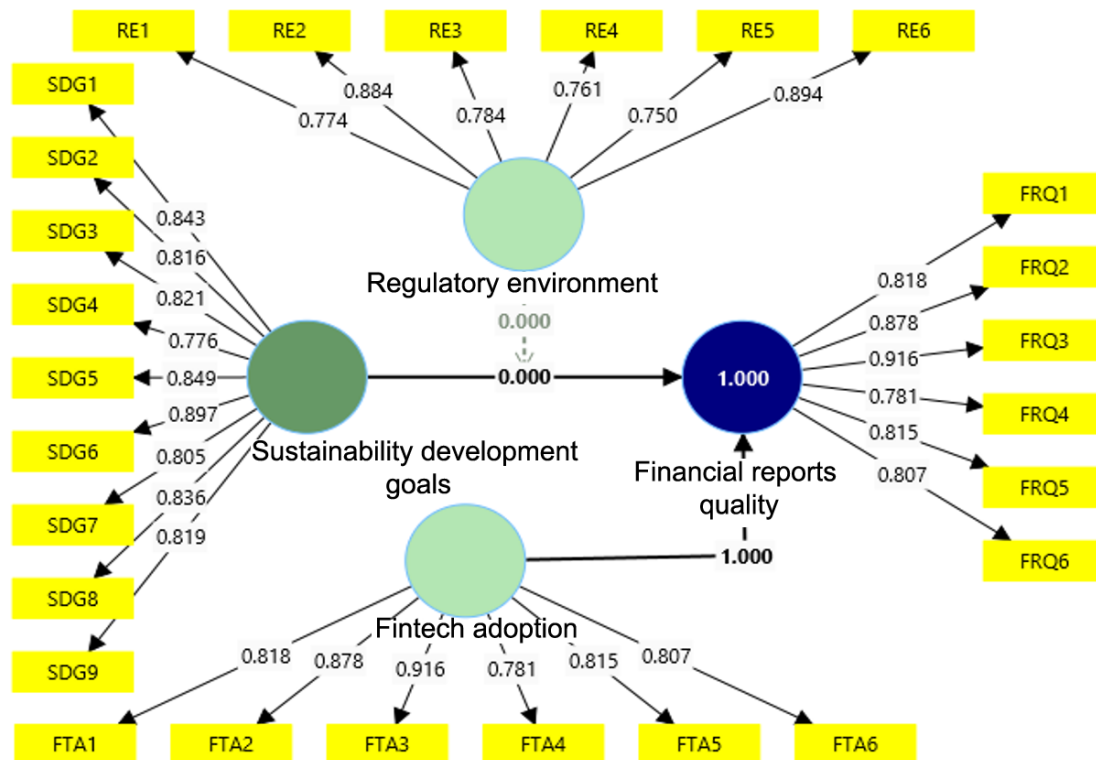 RE1 RE2 RE3 RE4 RE5 RE6
0.774 0.884 0.784 0.761 0.750 0.894
Regulatory environment
0.000
SDG1
SDG2
SDG3
SDG4
SDG5
SDG6
SDG7
SDG8
SDG9
0.843
0.816
0.821
0.776
0.849
0.897
0.805
0.836
0.819
Sustainability development
goals
0.000
1.000
Financial reports
quality
1.000
0.818
0.878
0.916
0.781
0.815
0.807
FRQ1
FRQ2
FRQ3
FRQ4
FRQ5
FRQ6
Fintech adoption
0.818 0.878 0.916 0.781 0.815 0.807
FTA1 FTA2 FTA3 FTA4 FTA5 FTA6